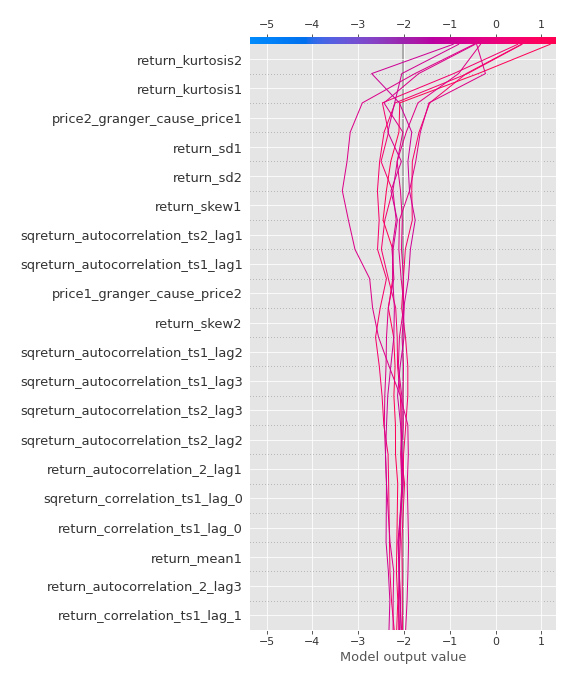 −5 −4 −3 −2 −1 0 1
return_kurtosis2
return_kurtosis1
price2_granger_cause_price1
return_sd1
return_sd2
return_skew1
sqreturn_autocorrelation_ts2_lag1
sqreturn_autocorrelation_ts1_lag1
price1_granger_cause_price2
return_skew2
sqreturn_autocorrelation_ts1_lag2
sqreturn_autocorrelation_ts1_lag3
sqreturn_autocorrelation_ts2_lag3
sqreturn_autocorrelation_ts2_lag2
return_autocorrelation_2_lag1
sqreturn_correlation_ts1_lag_0
return_correlation_ts1_lag_0
return_mean1
return_autocorrelation_2_lag3
return_correlation_ts1_lag_1
−5 −4 −3 −2 −1 0 1
Model output value